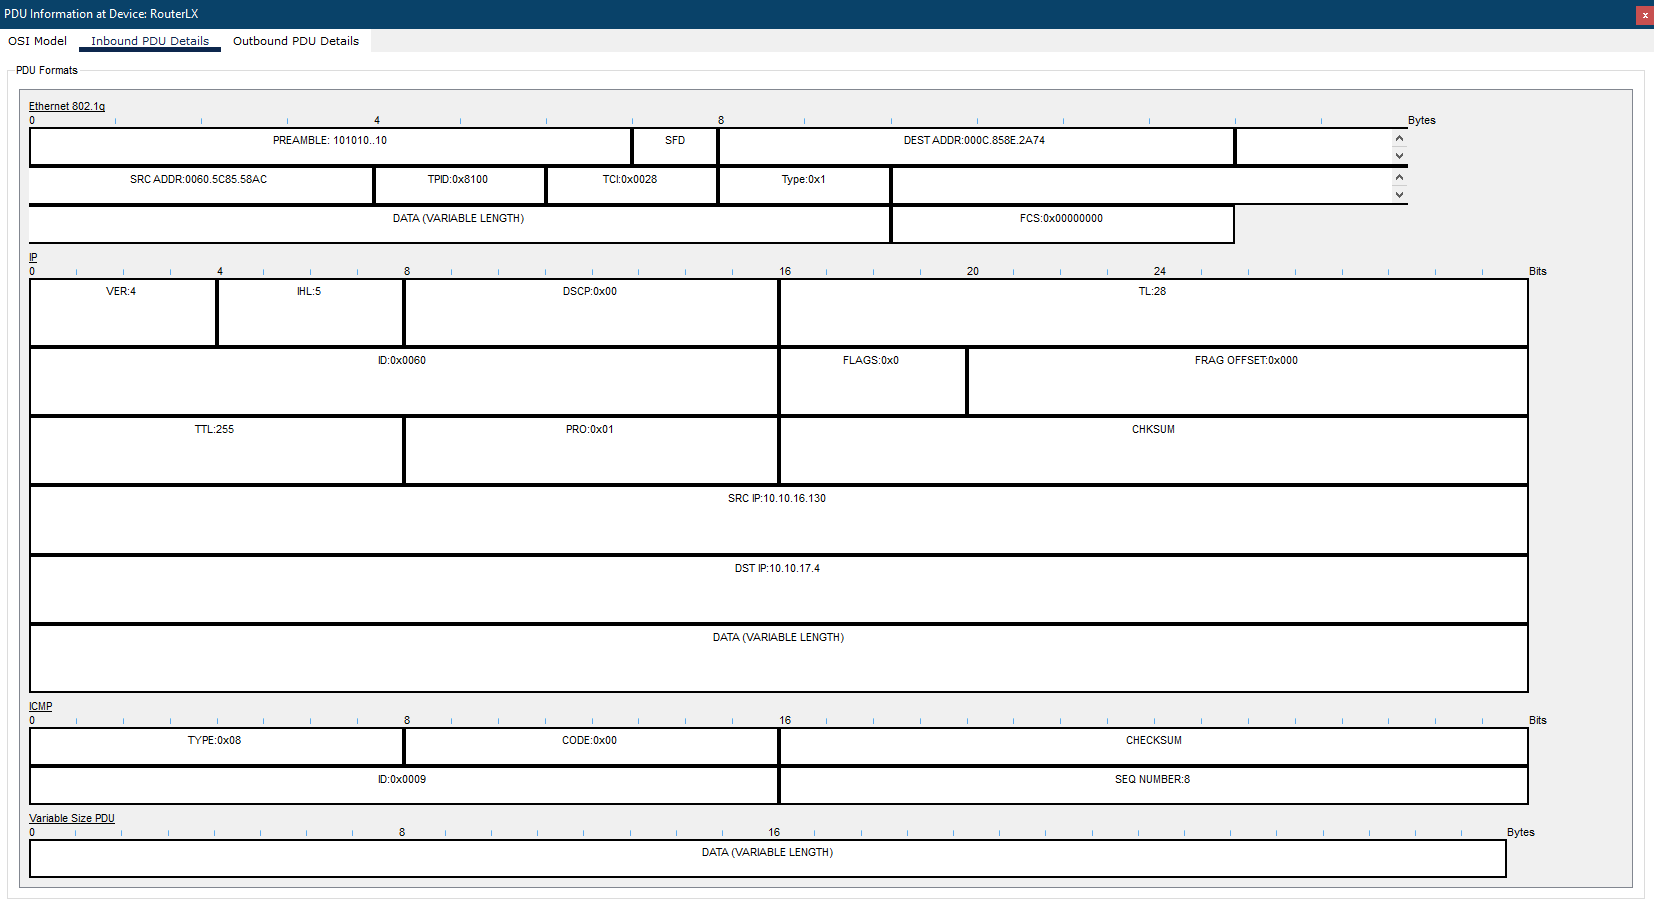 PDU Information at Device: RouterLX
x
OSI Model Inbound PDU Details Outbound PDU Details
PDU Formats
Ethernet 802.1q
0 4 8 Bytes
PREAMBLE: 101010..10 SFD DEST ADDR:000C.858E.2A74
SRC ADDR:0060.5C85.58AC TPID:0x8100 TCI:0x0028 Type:0x1
DATA (VARIABLE LENGTH) FCS:0x00000000
IP
0 4 8 16 20 24 Bits
VER:4 IHL:5 DSCP:0x00 TL:28
ID:0x0060 FLAGS:0x0 FRAG OFFSET:0x000
TTL:255 PRO:0x01 CHKSUM
SRC IP:10.10.16.130
DST IP:10.10.17.4
DATA (VARIABLE LENGTH)
ICMP
0 8 16 Bits
TYPE:0x08 CODE:0x00 CHECKSUM
ID:0x0009 SEQ NUMBER:8
Variable Size PDU
0 8 16 Bytes
DATA (VARIABLE LENGTH)